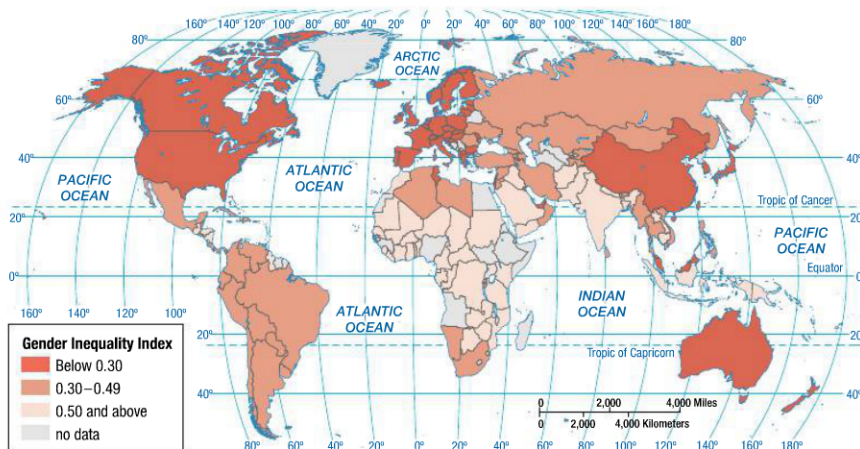 160° 140° 120° 80° 40° 20° 0° 20° 40° 80° 120° 140° 160° 180°
80° 80°
ARCTIC
OCEAN
60° 60°
40° 40°
PACIFIC
OCEAN
ATLANTIC
OCEAN
Tropic of Cancer
20° 20°
PACIFIC
OCEAN
Equator
0° 0°
160° 140° 120° 100°
ATLANTIC
OCEAN
INDIAN
OCEAN
20° 20°
Tropic of Capricorn
40° 40°
Gender Inequality Index
Below 0.30
0.30–0.49
0.50 and above
no data
0 2,000 4,000 Miles
0 2,000 4,000 Kilometers
80° 60° 40° 20° 0° 20° 40° 60° 80° 100° 120° 140° 160° 180°